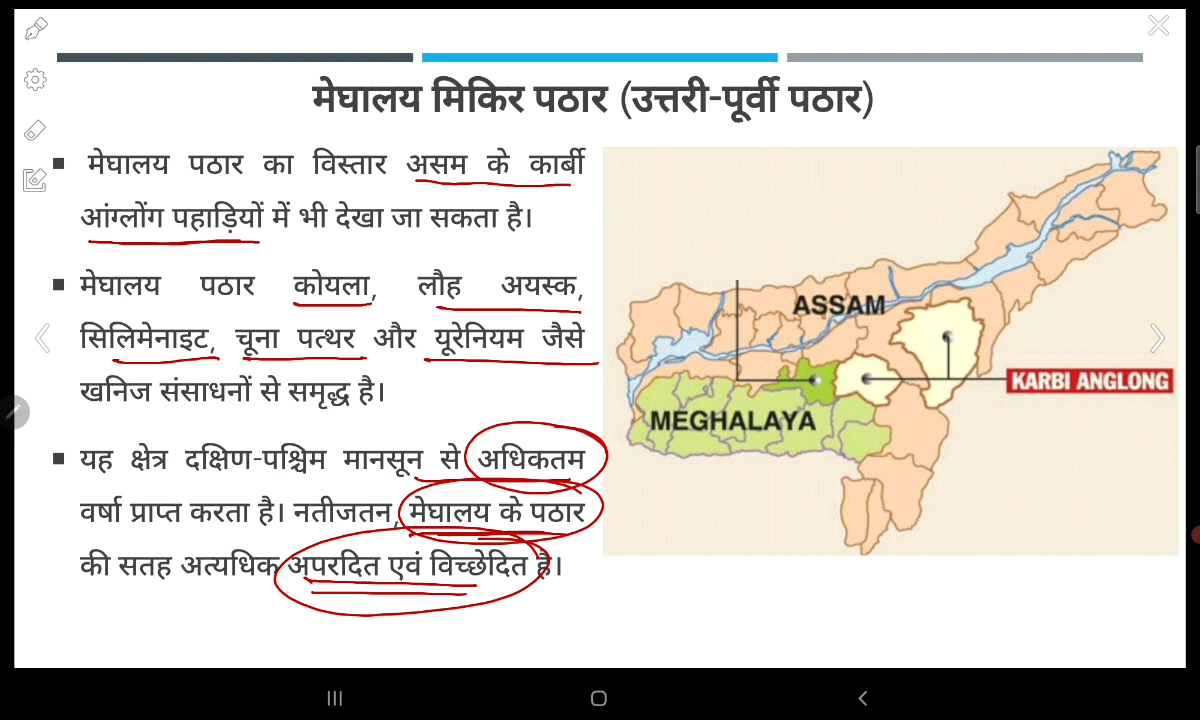 मेघालय मिकिर पठार (उत्तरी-पूर्वी पठार)
▪ मेघालय पठार का विस्तार असम के कार्बी
आंग्लोंग पहाड़ियों में भी देखा जा सकता है।
▪ मेघालय पठार कोयला, लौह अयस्क,
सिलिमेनाइट, चूना पत्थर और यूरेनियम जैसे
खनिज संसाधनों से समृद्ध है।
▪ यह क्षेत्र दक्षिण-पश्चिम मानसून से अधिकतम
वर्षा प्राप्त करता है। नतीजतन, मेघालय के पठार
की सतह अत्यधिक अपरदित एवं विच्छेदित है।
ASSAM
KARBI ANGLONG
MEGHALAYA